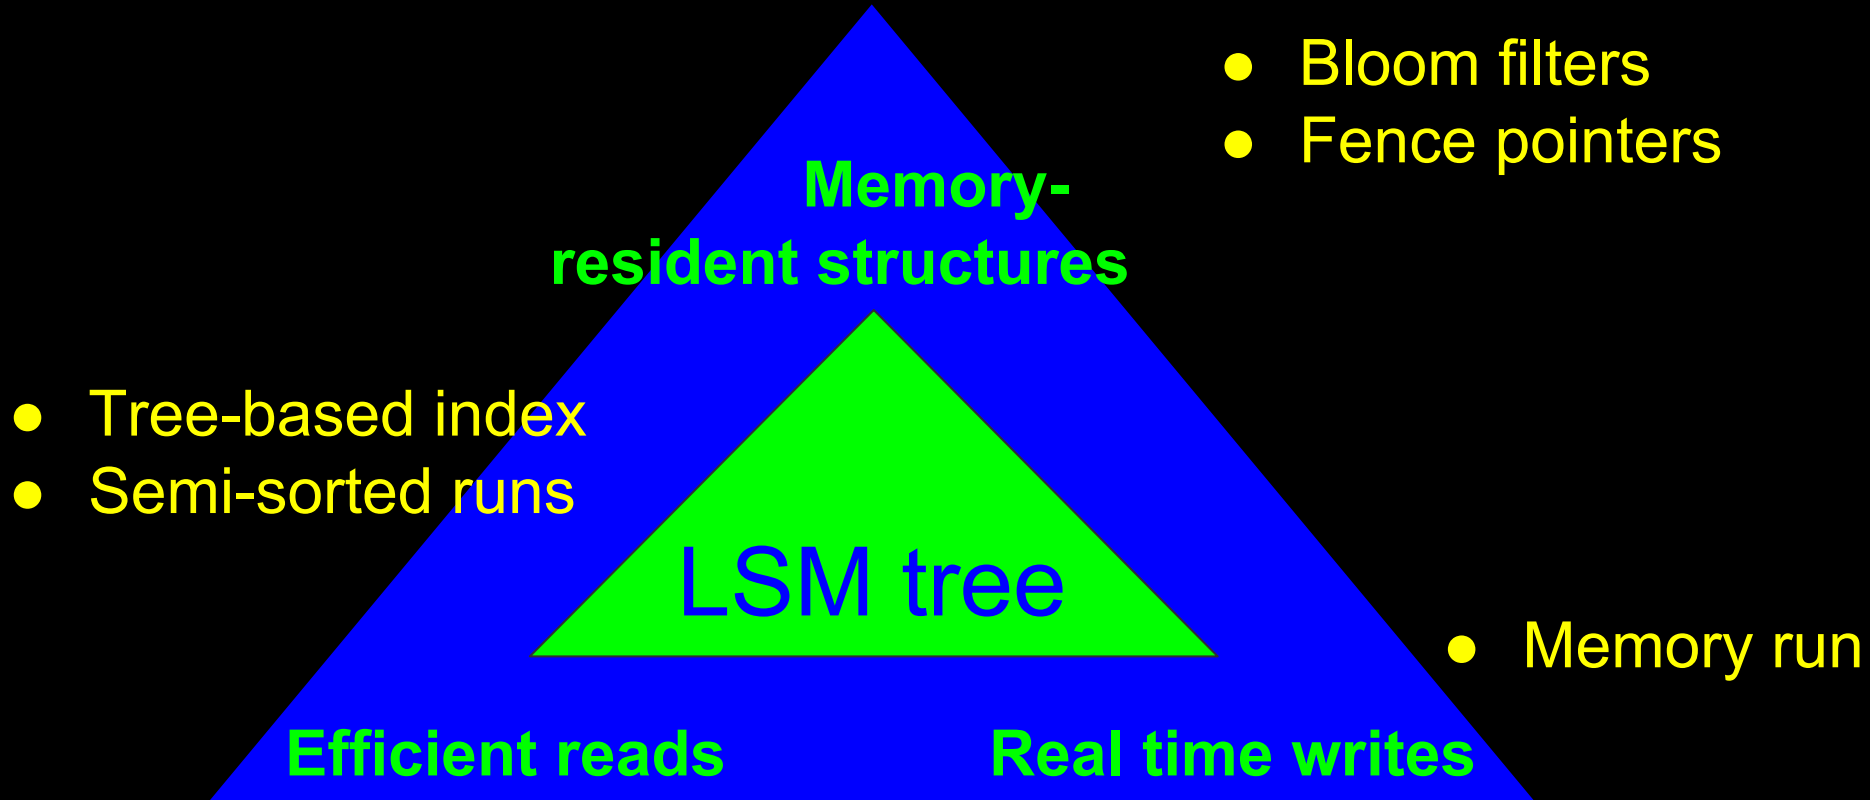 ● Bloom filters
● Fence pointers
Memory-
resident structures
● Tree-based index
● Semi-sorted runs
LSM tree
● Memory run
Efficient reads
Real time writes